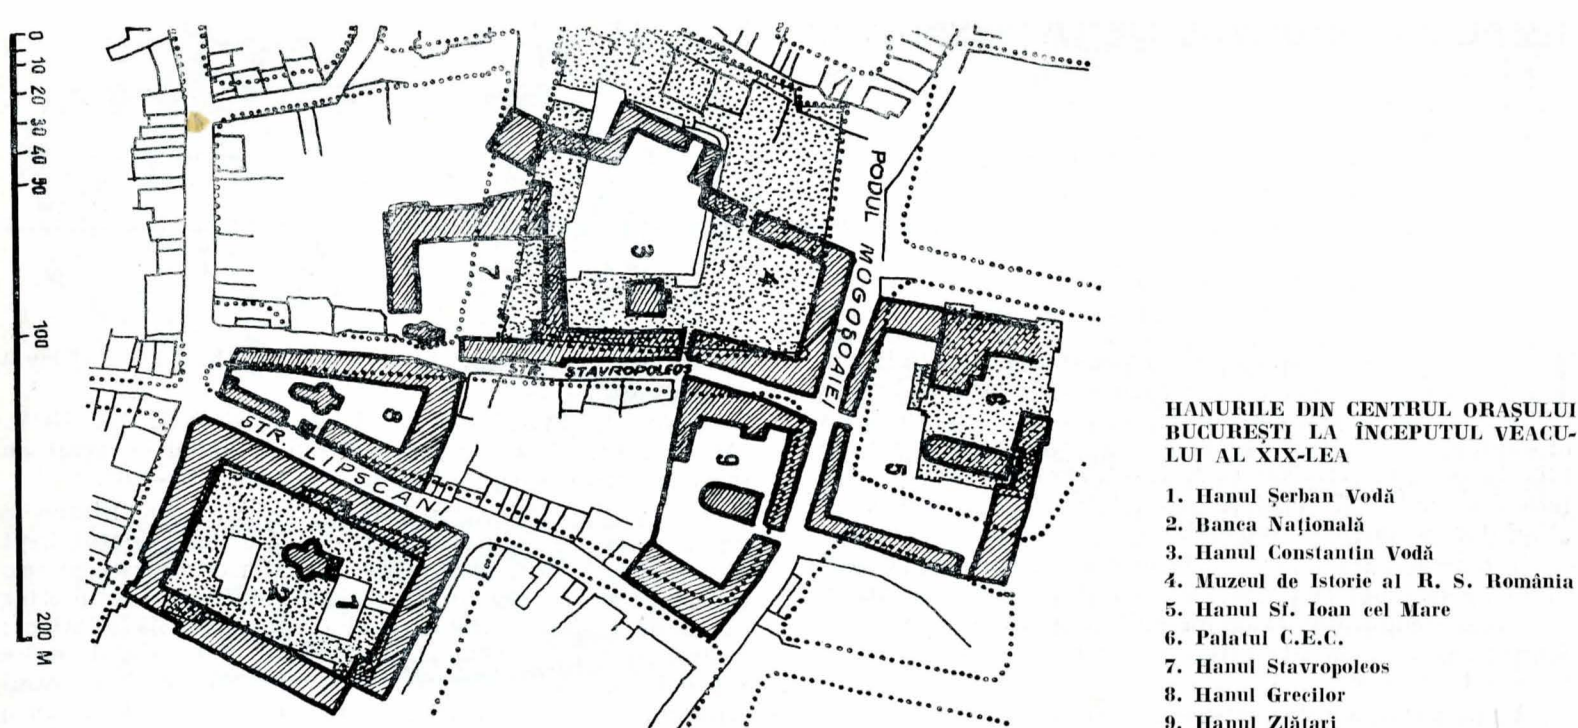 0
10
20
30
40
50
100
200 M
PODUL MOGOȘOAIEI
3
4
7
6
5
STR. STAVROPOLEOS
8
9
STR LIPSCANI
1
2
HANURILE DIN CENTRUL ORAȘULUI
BUCUREȘTI LA ÎNCEPUTUL VEACU-
LUI AL XIX-LEA
1. Hanul Șerban Vodă
2. Banca Națională
3. Hanul Constantin Vodă
4. Muzeul de Istorie al R. S. România
5. Hanul Sf. Ioan cel Mare
6. Palatul C.E.C.
7. Hanul Stavropoleos
8. Hanul Grecilor
9. Hanul Zlătari